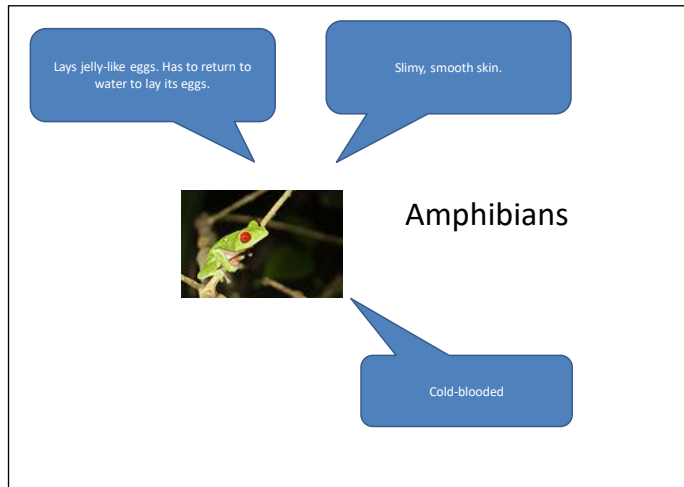 Lays jelly-like eggs. Has to return to
water to lay its eggs.
Slimy, smooth skin.
Amphibians
Cold-blooded